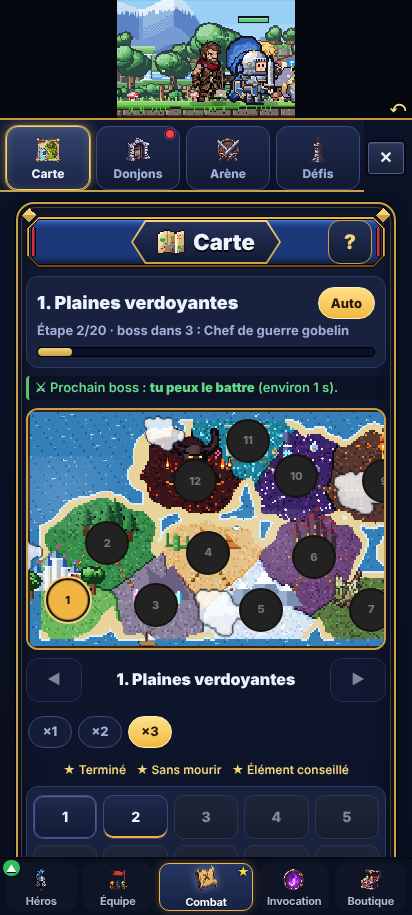 Carte
Donjons
Arène
Défis
×
Carte
?
1. Plaines verdoyantes
Auto
Étape 2/20 · boss dans 3 : Chef de guerre gobelin
⚔ Prochain boss : tu peux le battre (environ 1 s).
11
12
10
9
2
4
6
1
3
5
7
◀ 1. Plaines verdoyantes ▶
×1 ×2 ×3
★ Terminé ★ Sans mourir ★ Élément conseillé
1 2 3 4 5
Héros
Équipe
Combat
Invocation
Boutique